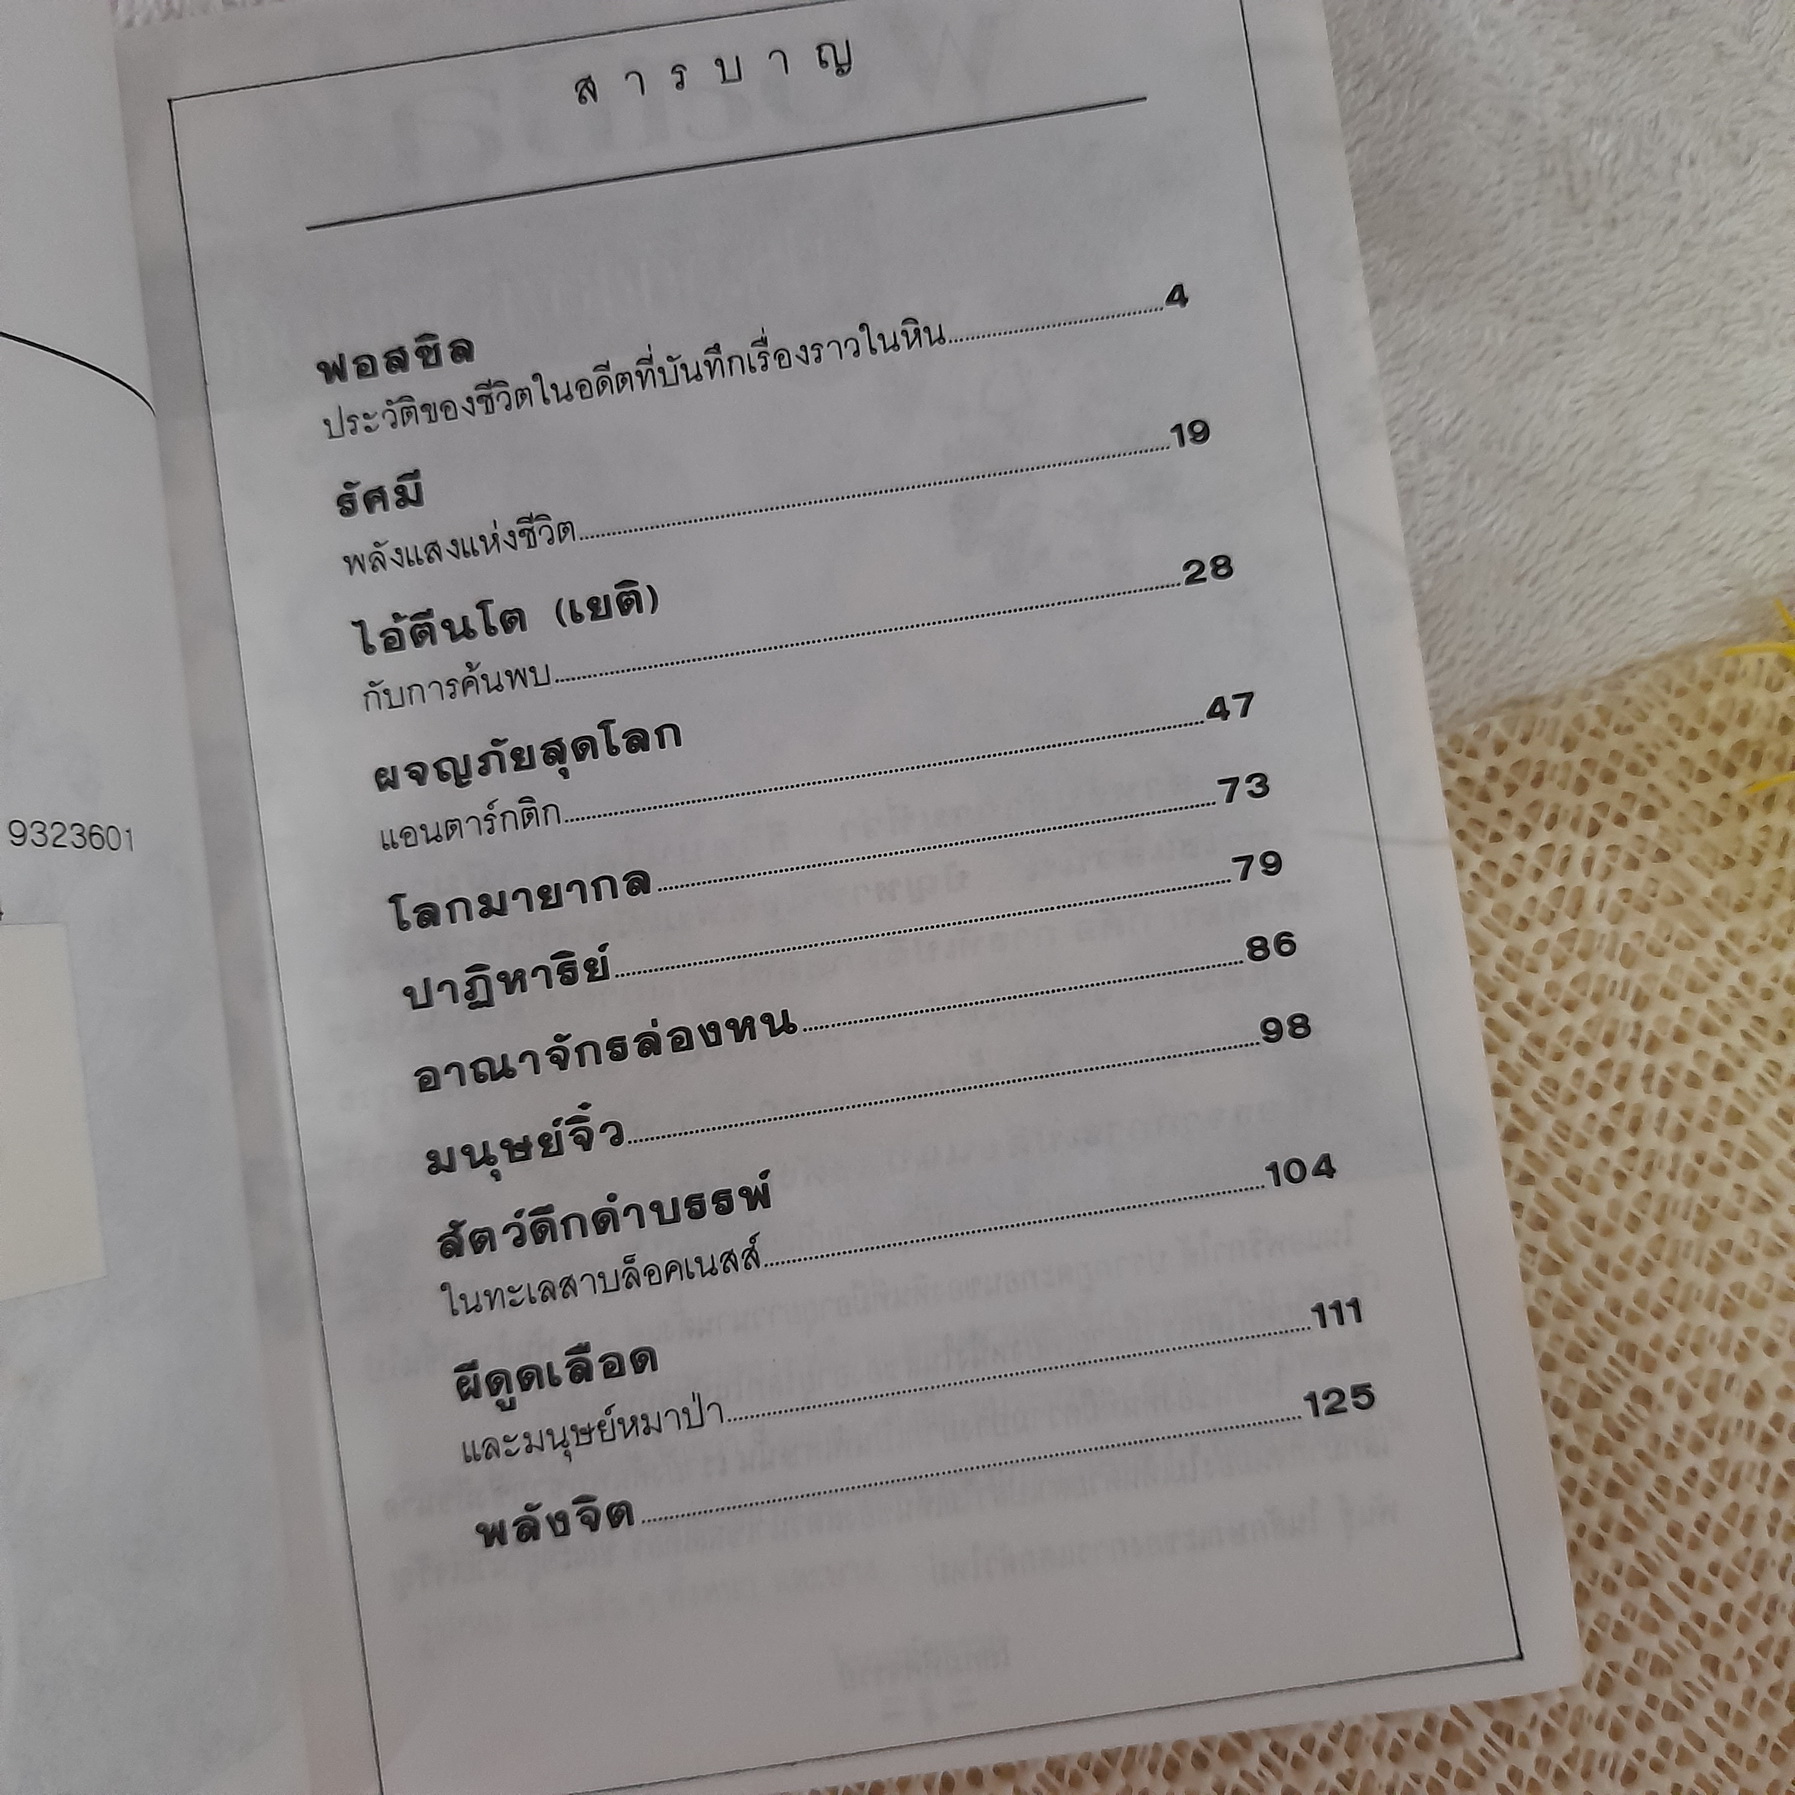 สารบาญ
ฟอสซิล
ประวัติของชีวิตในอดีตที่บันทึกเรื่องราวในหิน....................4
รัศมี
พลังแสงแห่งชีวิต....................19
ไอ้ตีนโต (เยติ)
กับการค้นพบ....................28
ผจญภัยสุดโลก
แอนตาร์กติก....................47
โลกมายากล....................73
ปาฏิหาริย์....................79
อาณาจักรล่องหน....................86
มนุษย์จิ๋ว....................98
สัตว์ดึกดำบรรพ์
ในทะเลสาบล็อคเนสส์....................104
ผีดูดเลือด
และมนุษย์หมาป่า....................111
พลังจิต....................125
9323601